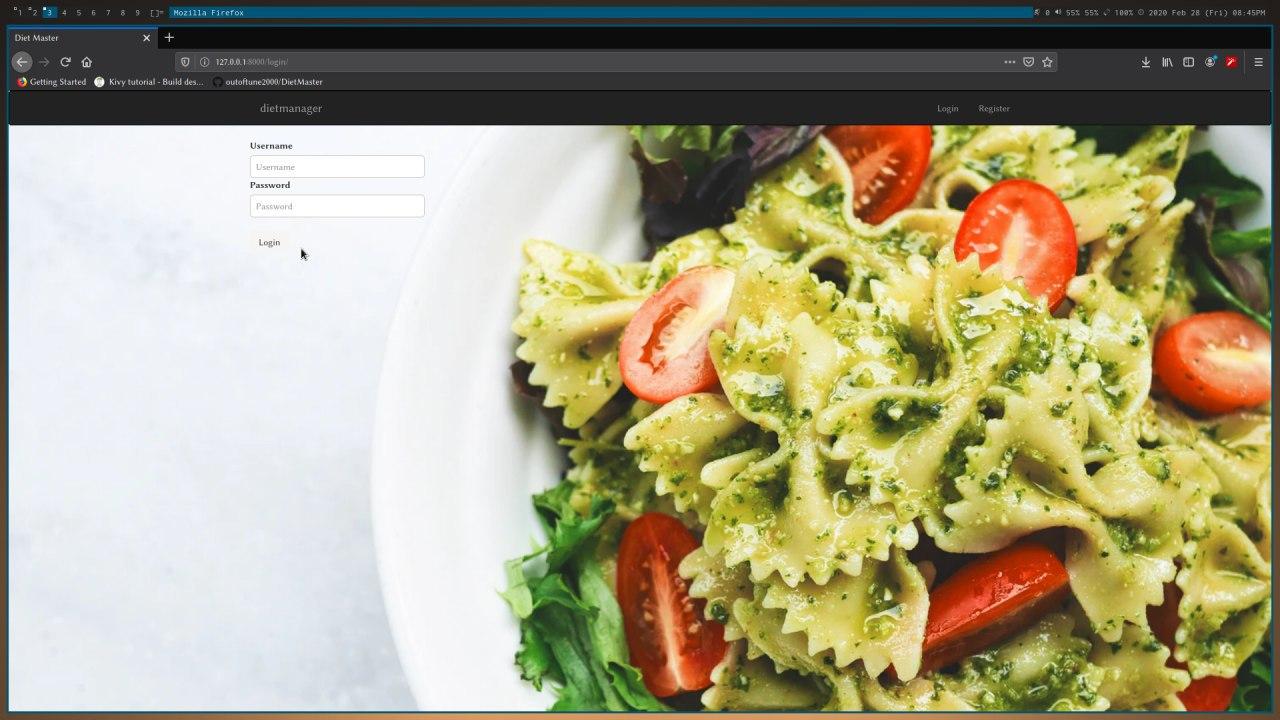 1 2 3 4 5 6 7 8 9 []= Mozilla Firefox 0 55% 55% 100% 2020 Feb 28 (Fri) 08:45PM
Diet Master
127.0.0.1:8000/login/
Getting Started Kivy tutorial - Build des... outoftune2000/DietMaster
dietmanager Login Register
Username
Username
Password
Password
Login